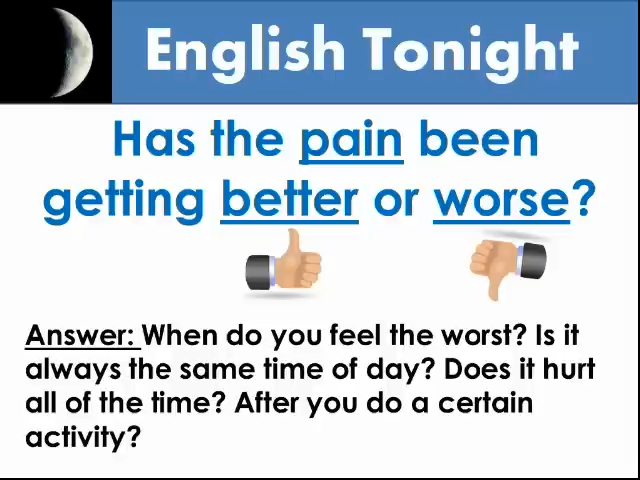 English Tonight
Has the pain been
getting better or worse?
Answer: When do you feel the worst? Is it
always the same time of day? Does it hurt
all of the time? After you do a certain
activity?